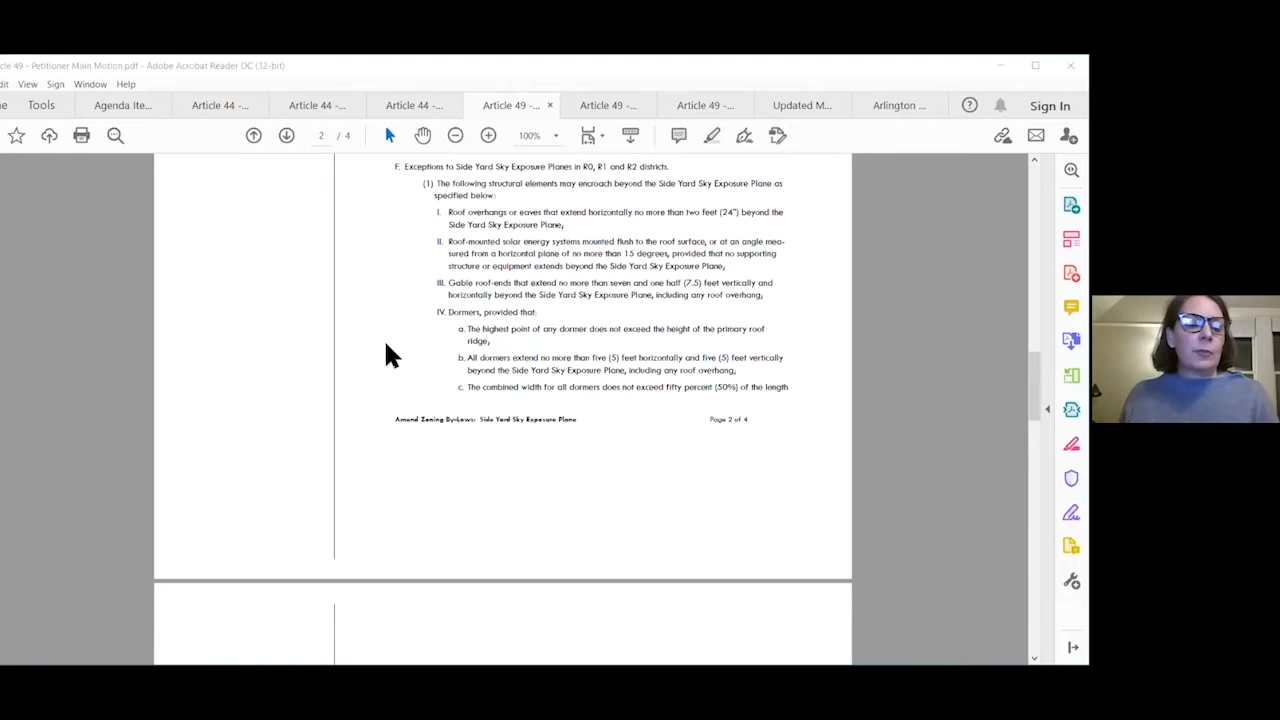 cle 49 - Petitioner Main Motion.pdf - Adobe Acrobat Reader DC (32-bit)
dit View Sign Window Help
e Tools Agenda Ite... Article 44 -... Article 44 -... Article 44 -... Article 49 -... × Article 49 -... Article 49 -... Updated M... Arlington ... Sign In
2 / 4 100%
F. Exceptions to Side Yard Sky Exposure Planes in R0, R1 and R2 districts.
(1) The following structural elements may encroach beyond the Side Yard Sky Exposure Plane as
specified below:
I. Roof overhangs or eaves that extend horizontally no more than two feet (24") beyond the
Side Yard Sky Exposure Plane;
II. Roof-mounted solar energy systems mounted flush to the roof surface, or at an angle mea-
sured from a horizontal plane of no more than 15 degrees, provided that no supporting
structure or equipment extends beyond the Side Yard Sky Exposure Plane;
III. Gable roof-ends that extend no more than seven and one half (7.5) feet vertically and
horizontally beyond the Side Yard Sky Exposure Plane, including any roof overhang;
IV. Dormers, provided that:
a. The highest point of any dormer does not exceed the height of the primary roof
ridge;
b. All dormers extend no more than five (5) feet horizontally and five (5) feet vertically
beyond the Side Yard Sky Exposure Plane, including any roof overhang;
c. The combined width for all dormers does not exceed fifty percent (50%) of the length
Amend Zoning By-Laws: Side Yard Sky Exposure Plane Page 2 of 4